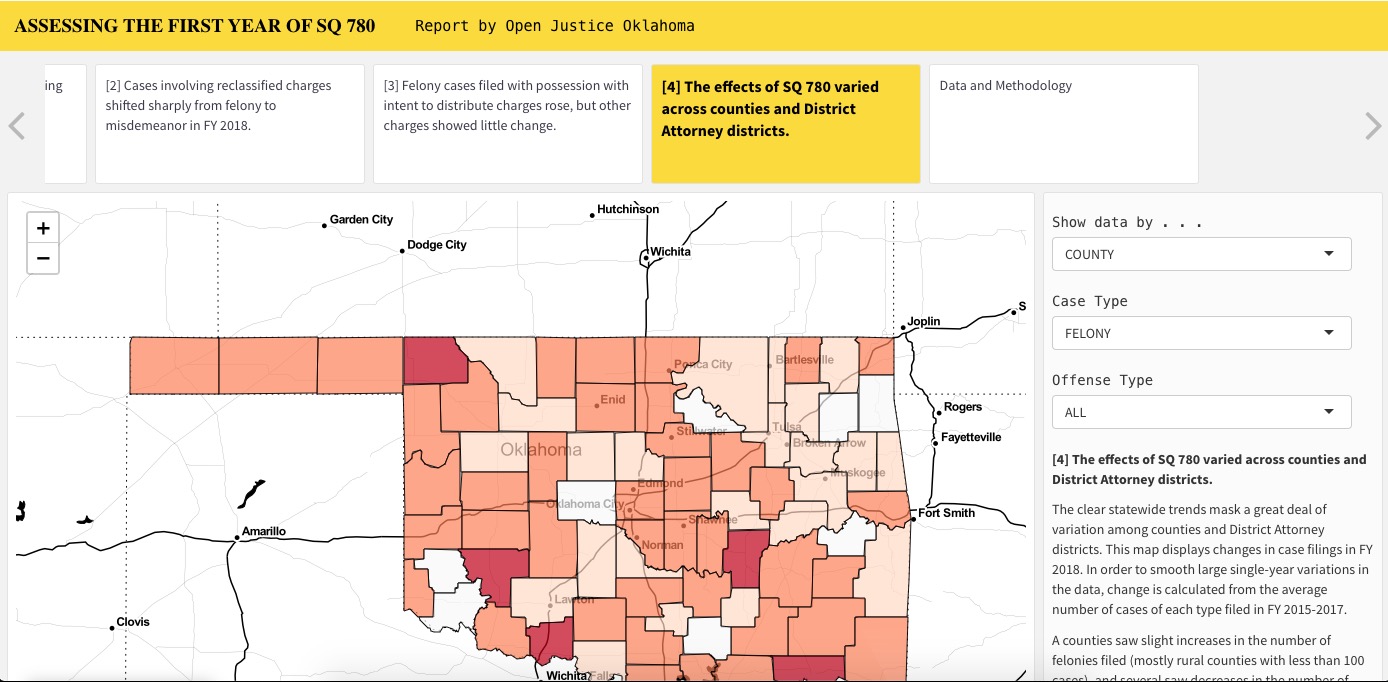 ASSESSING THE FIRST YEAR OF SQ 780
Report by Open Justice Oklahoma
ing
[2] Cases involving reclassified charges
shifted sharply from felony to
misdemeanor in FY 2018.
[3] Felony cases filed with possession with
intent to distribute charges rose, but other
charges showed little change.
[4] The effects of SQ 780 varied
across counties and District
Attorney districts.
Data and Methodology
+
−
Garden City
Hutchinson
Dodge City
Wichita
S
Joplin
Ponca City
Bartlesville
Enid
Rogers
Stillwater
Tulsa
Fayetteville
Broken Arrow
Oklahoma
Muskogee
Edmond
Oklahoma City
Fort Smith
Shawnee
Amarillo
Norman
Lawton
Clovis
Wichita Falls
Show data by . . .
COUNTY
Case Type
FELONY
Offense Type
ALL
[4] The effects of SQ 780 varied across counties and
District Attorney districts.
The clear statewide trends mask a great deal of
variation among counties and District Attorney
districts. This map displays changes in case filings in FY
2018. In order to smooth large single-year variations in
the data, change is calculated from the average
number of cases of each type filed in FY 2015-2017.
A counties saw slight increases in the number of
felonies filed (mostly rural counties with less than 100
cases), and several saw decreases in the number of